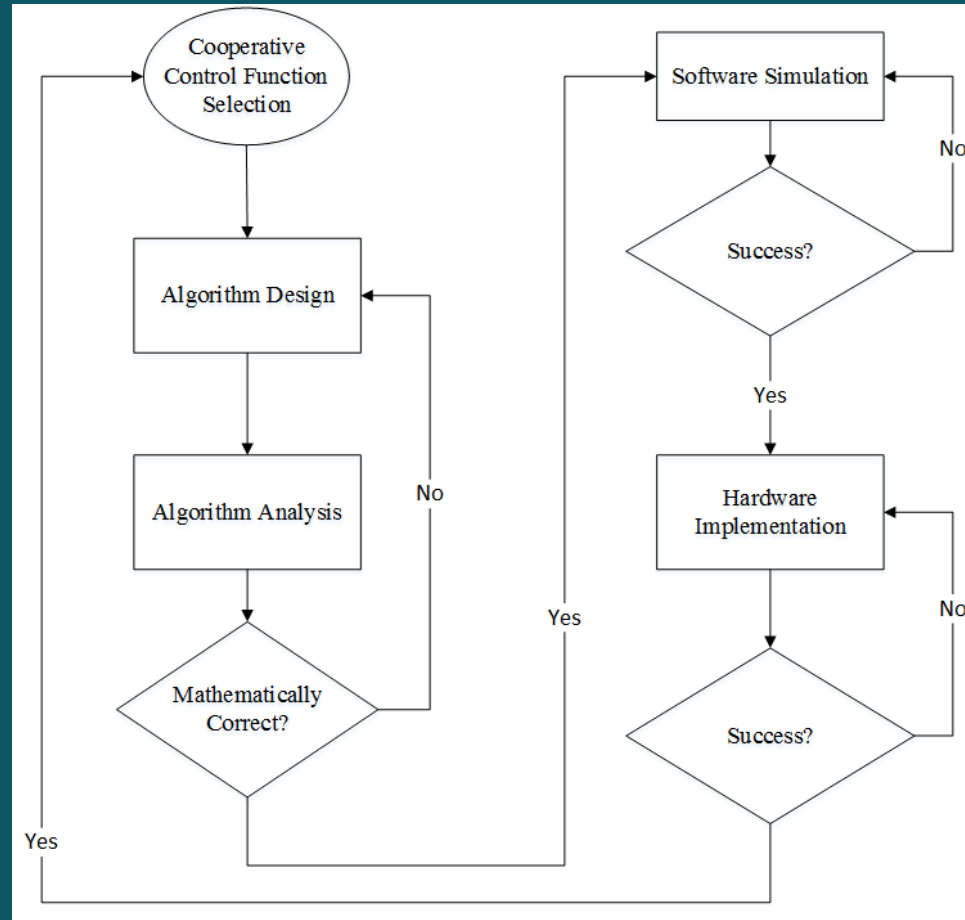 Cooperative
Control Function
Selection
Algorithm Design
Algorithm Analysis
No
Mathematically
Correct?
Yes
Yes
Software Simulation
No
Success?
Yes
Hardware
Implementation
No
Success?